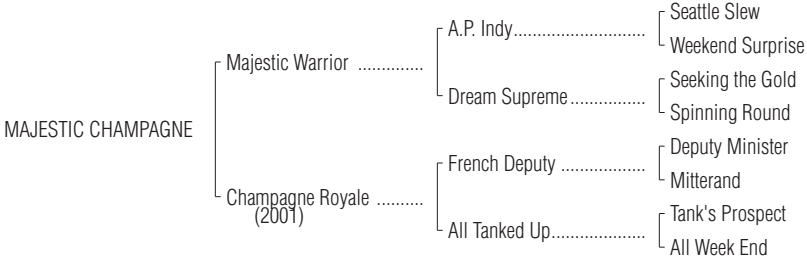 Seattle Slew
A.P. Indy..........................
Weekend Surprise
Majestic Warrior ..............
Seeking the Gold
Dream Supreme...............
Spinning Round
MAJESTIC CHAMPAGNE
Deputy Minister
French Deputy .................
Mitterand
Champagne Royale ..........
(2001)
Tank's Prospect
All Tanked Up...................
All Week End